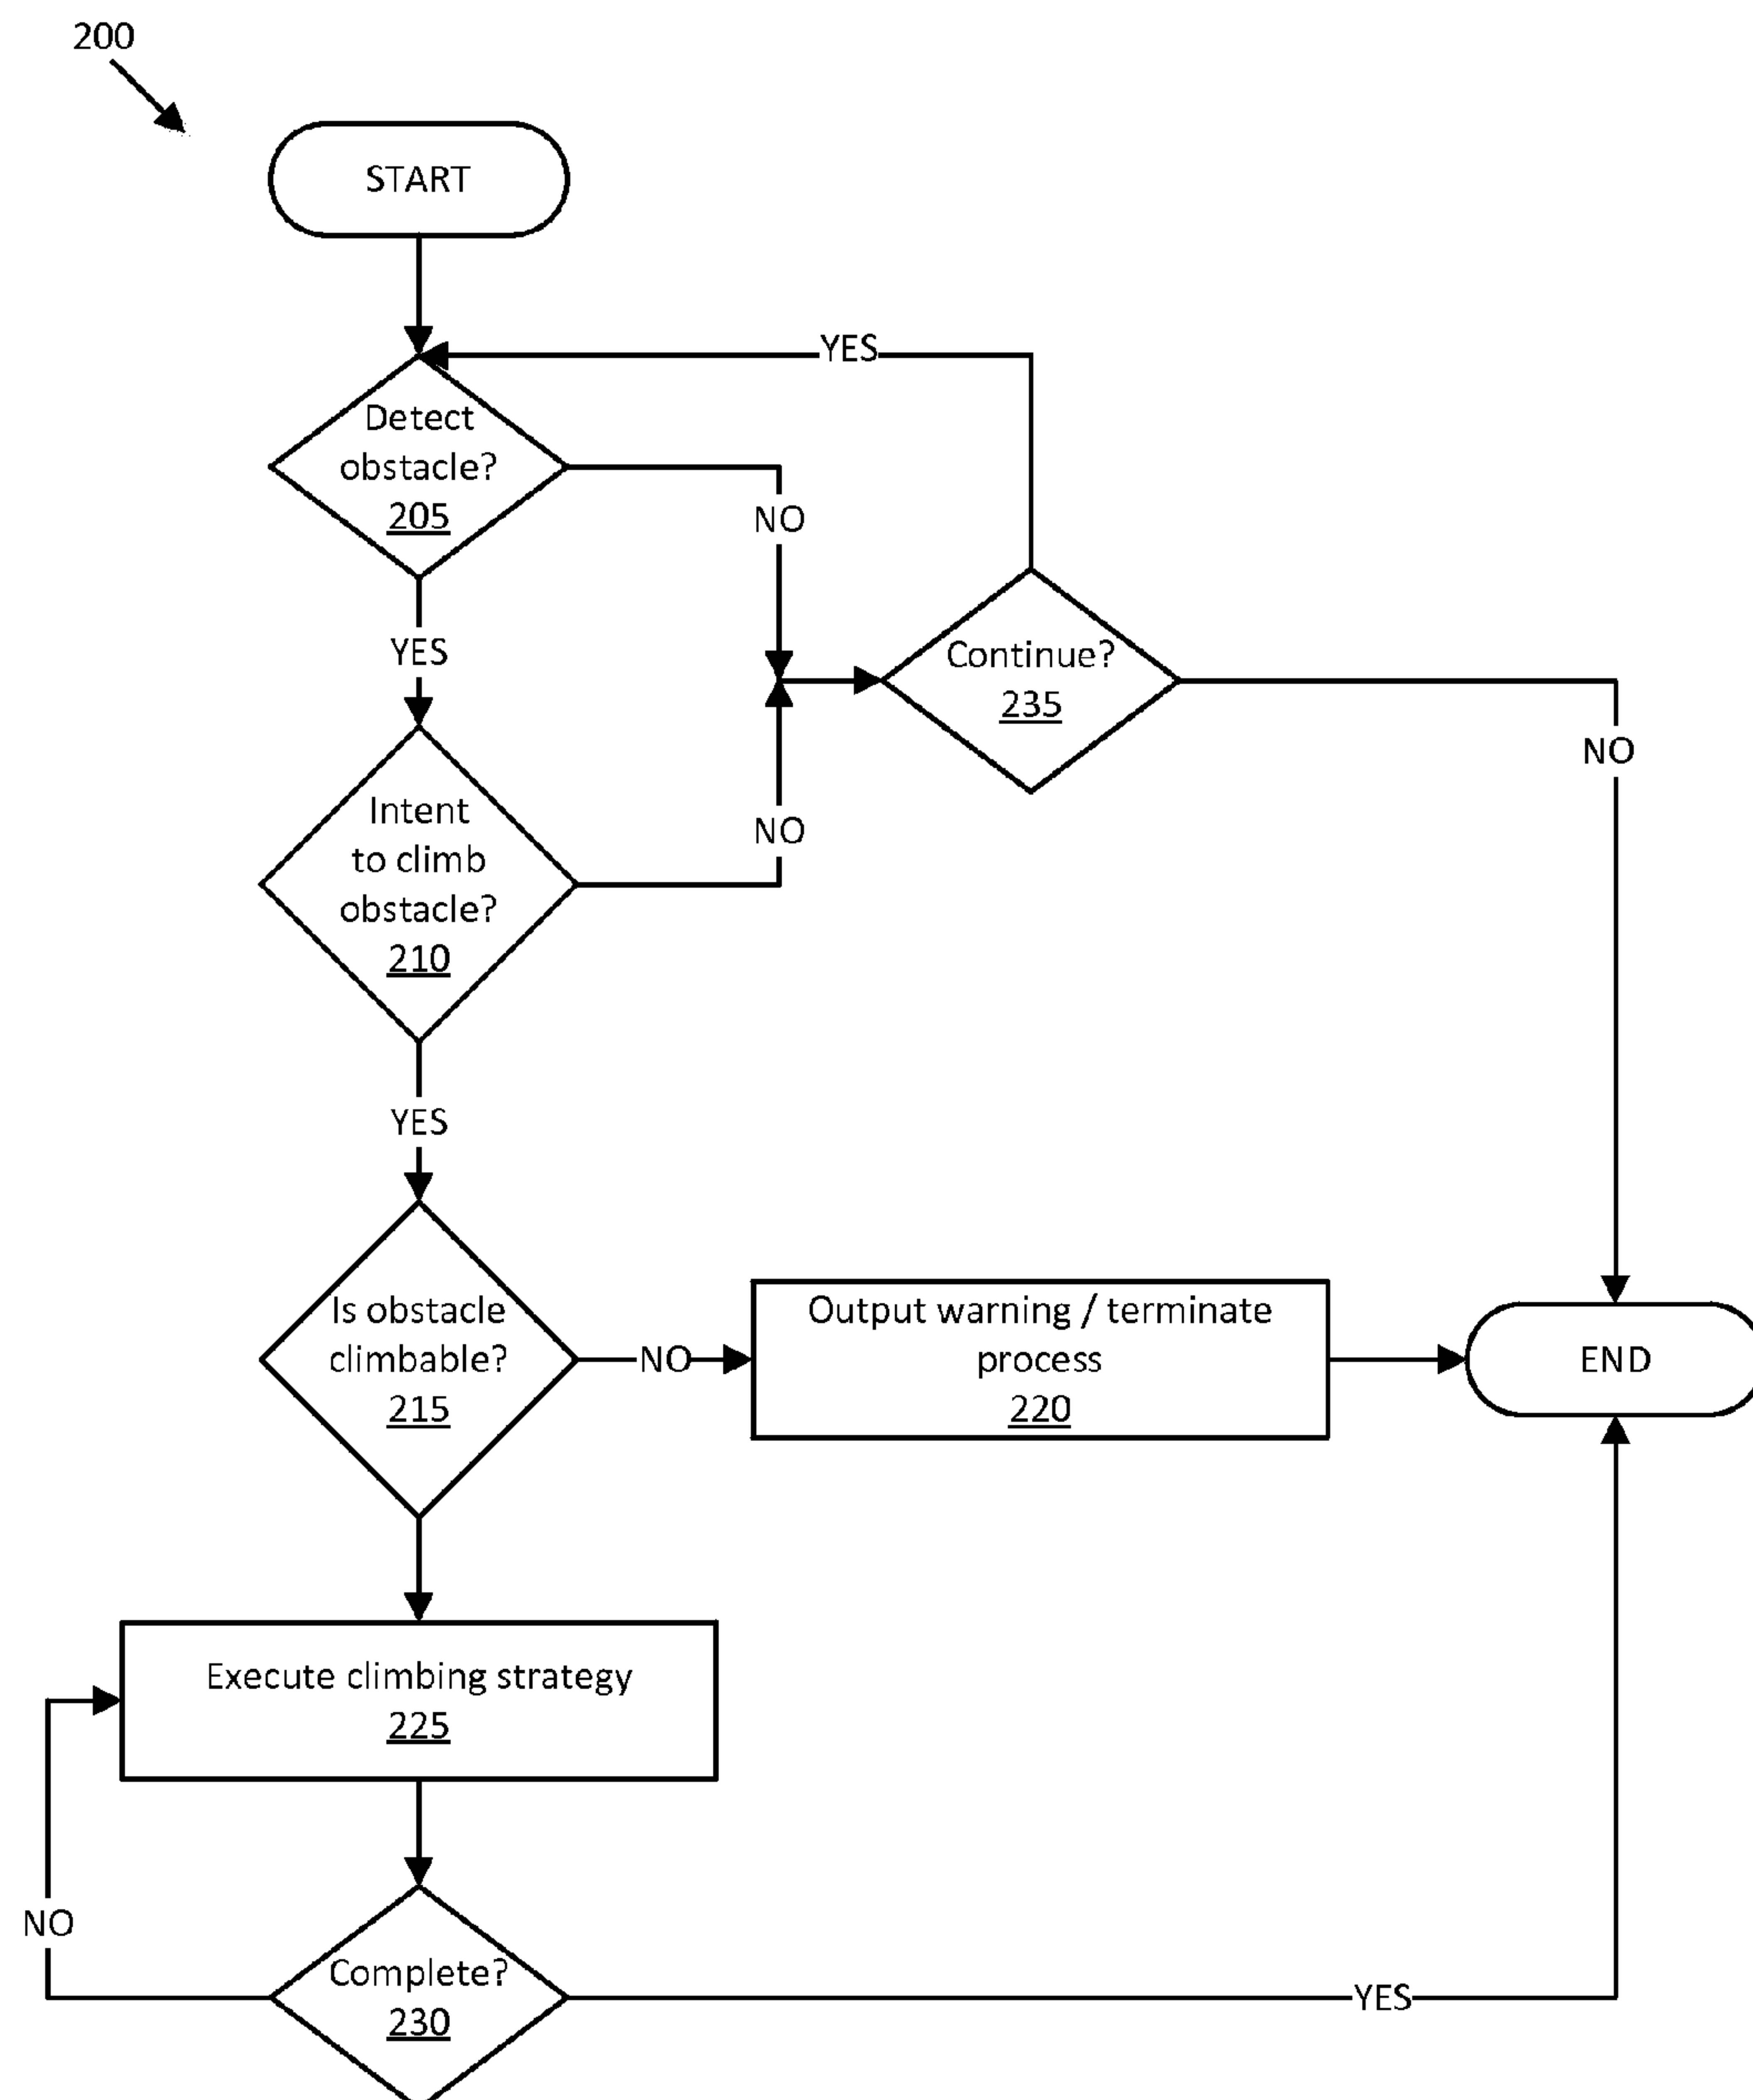 200
START
YES
Detect
obstacle?
205
NO
YES
Continue?
235
NO
Intent
to climb
obstacle?
210
NO
YES
Is obstacle
climbable?
215
NO
Output warning / terminate
process
220
END
Execute climbing strategy
225
NO
Complete?
230
YES